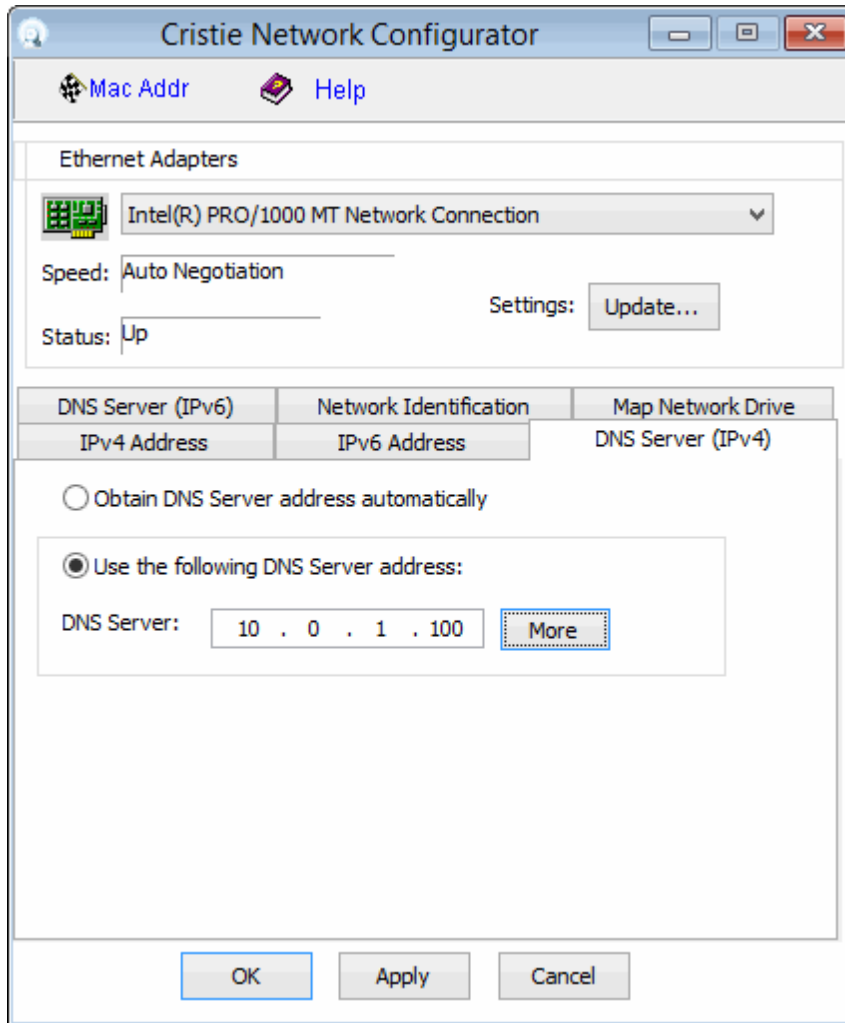 Cristie Network Configurator
Mac Addr Help
Ethernet Adapters
Intel(R) PRO/1000 MT Network Connection
Speed: Auto Negotiation
Settings: Update...
Status: Up
DNS Server (IPv6) Network Identification Map Network Drive
IPv4 Address IPv6 Address DNS Server (IPv4)
Obtain DNS Server address automatically
Use the following DNS Server address:
DNS Server: 10 . 0 . 1 . 100 More
OK Apply Cancel